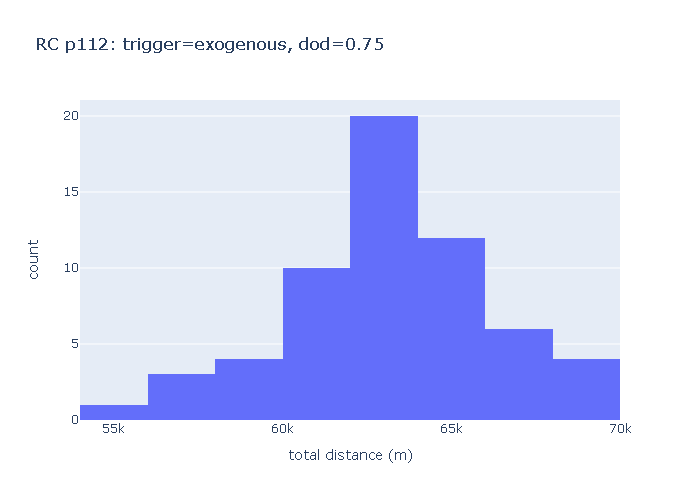 RC p112: trigger=exogenous, dod=0.75
20
15
10
5
0
count
55k
60k
65k
70k
total distance (m)